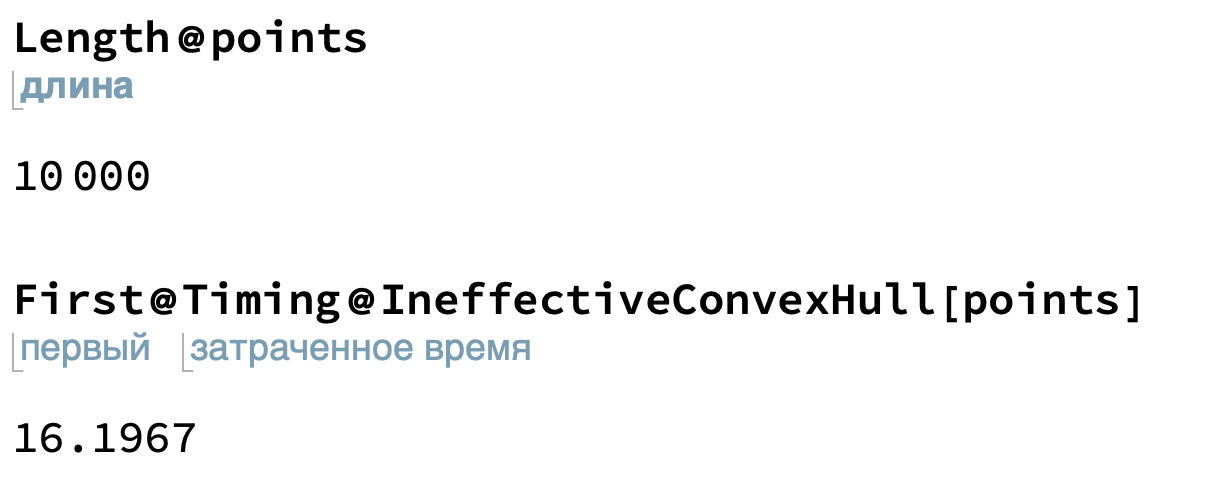 Length@points
длина
10 000
First@Timing@IneffectiveConvexHull[points]
первый затраченное время
16.1967